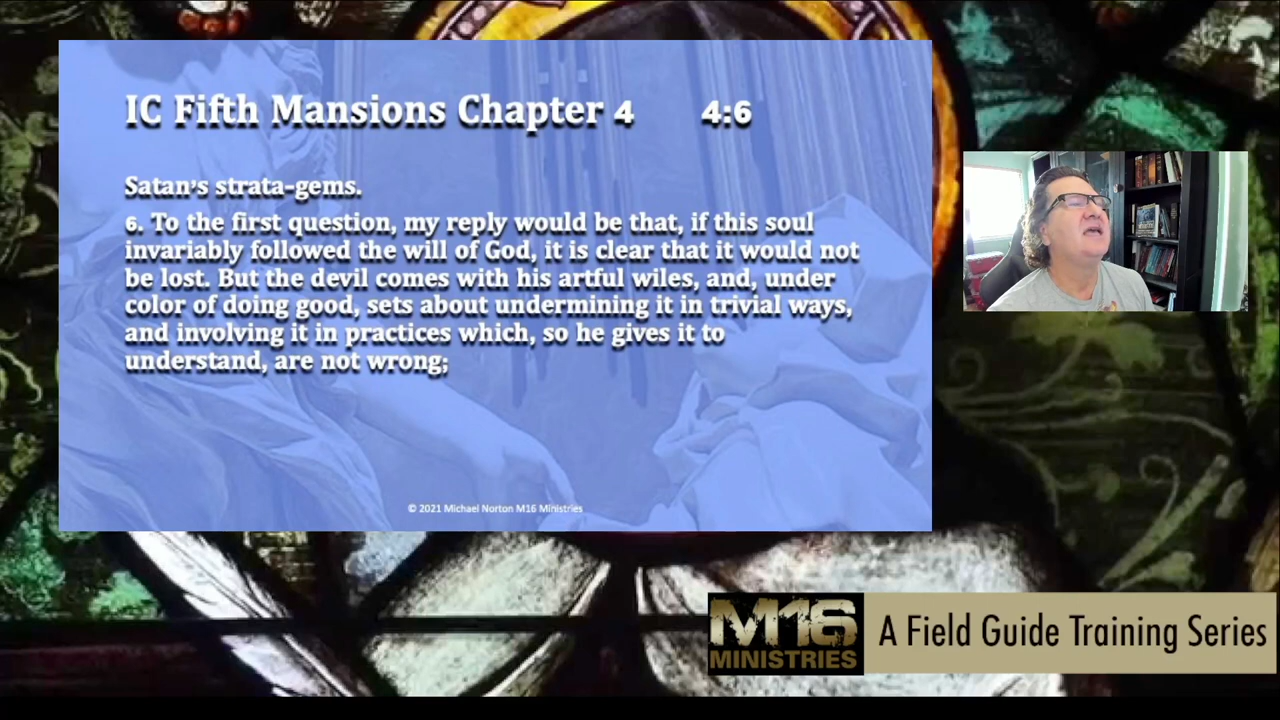 IC Fifth Mansions Chapter 4 4:6
Satan's strata-gems.
6. To the first question, my reply would be that, if this soul
invariably followed the will of God, it is clear that it would not
be lost. But the devil comes with his artful wiles, and, under
color of doing good, sets about undermining it in trivial ways,
and involving it in practices which, so he gives it to
understand, are not wrong;
© 2021 Michael Norton M16 Ministries
M16
MINISTRIES
A Field Guide Training Series